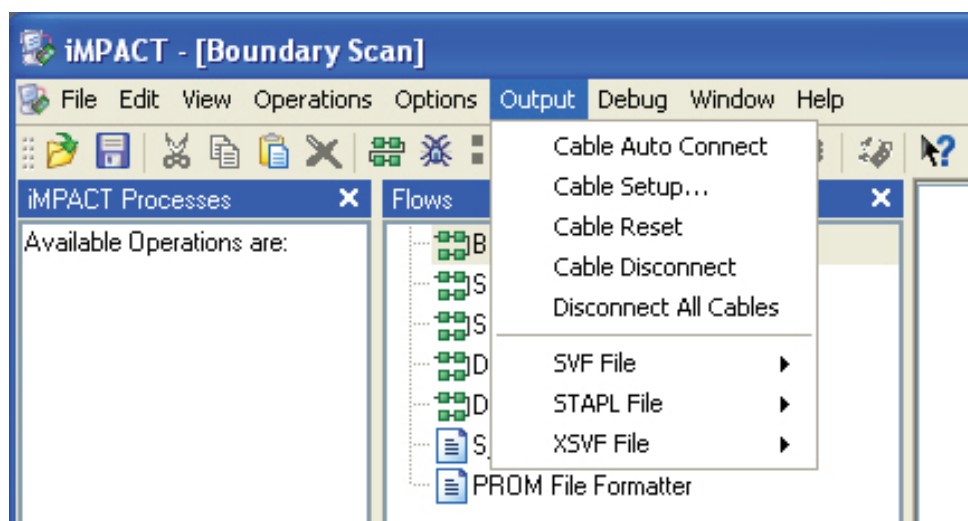 iMPACT - [Boundary Scan]
File Edit View Operations Options Output Debug Window Help
Cable Auto Connect
Cable Setup...
Cable Reset
Cable Disconnect
Disconnect All Cables
SVF File
STAPL File
XSVF File
iMPACT Processes
Available Operations are:
Flows
B
S
S
D
D
S
PROM File Formatter